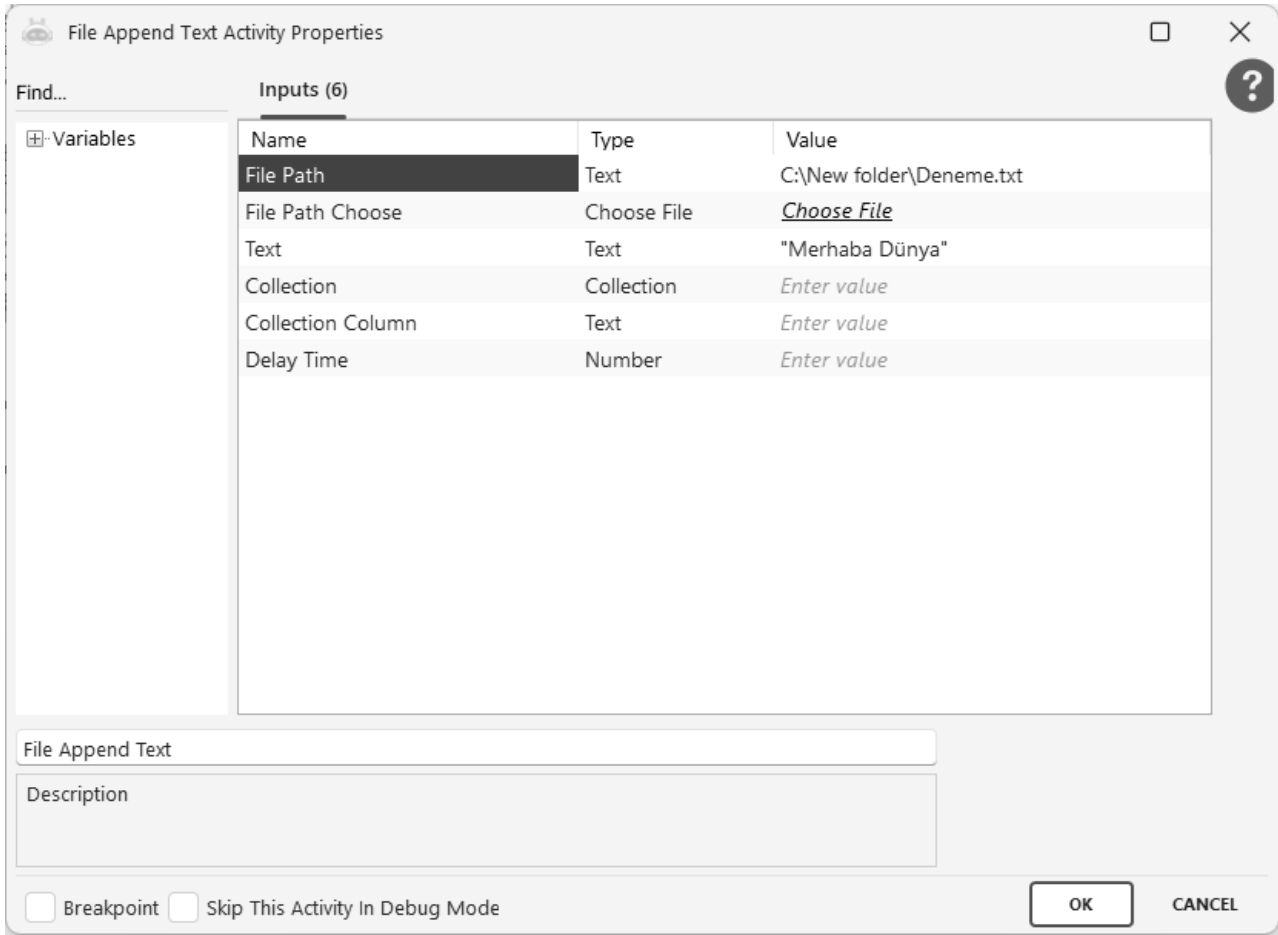 File Append Text Activity Properties
Find...
Inputs (6)
?
Variables
Name Type Value
File Path Text C:\New folder\Deneme.txt
File Path Choose Choose File Choose File
Text Text "Merhaba Dünya"
Collection Collection Enter value
Collection Column Text Enter value
Delay Time Number Enter value
File Append Text
Description
Breakpoint Skip This Activity In Debug Mode OK CANCEL